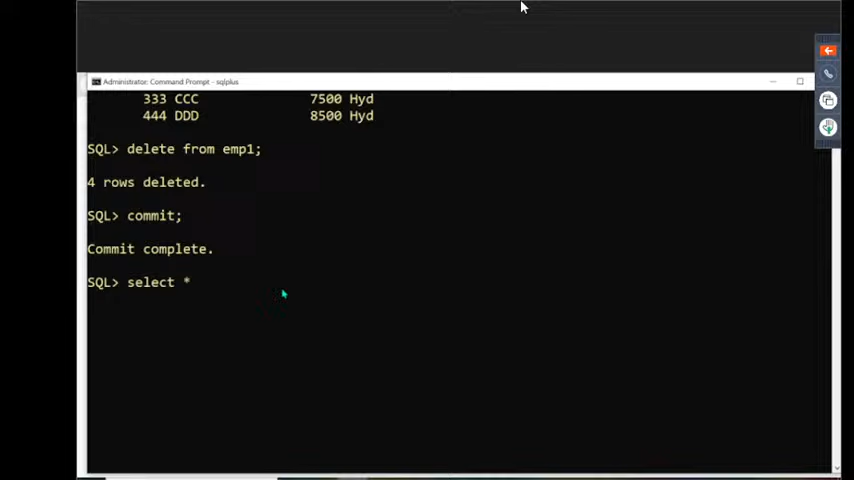 Administrator: Command Prompt - sqlplus
333 CCC 7500 Hyd
444 DDD 8500 Hyd
SQL> delete from emp1;
4 rows deleted.
SQL> commit;
Commit complete.
SQL> select *